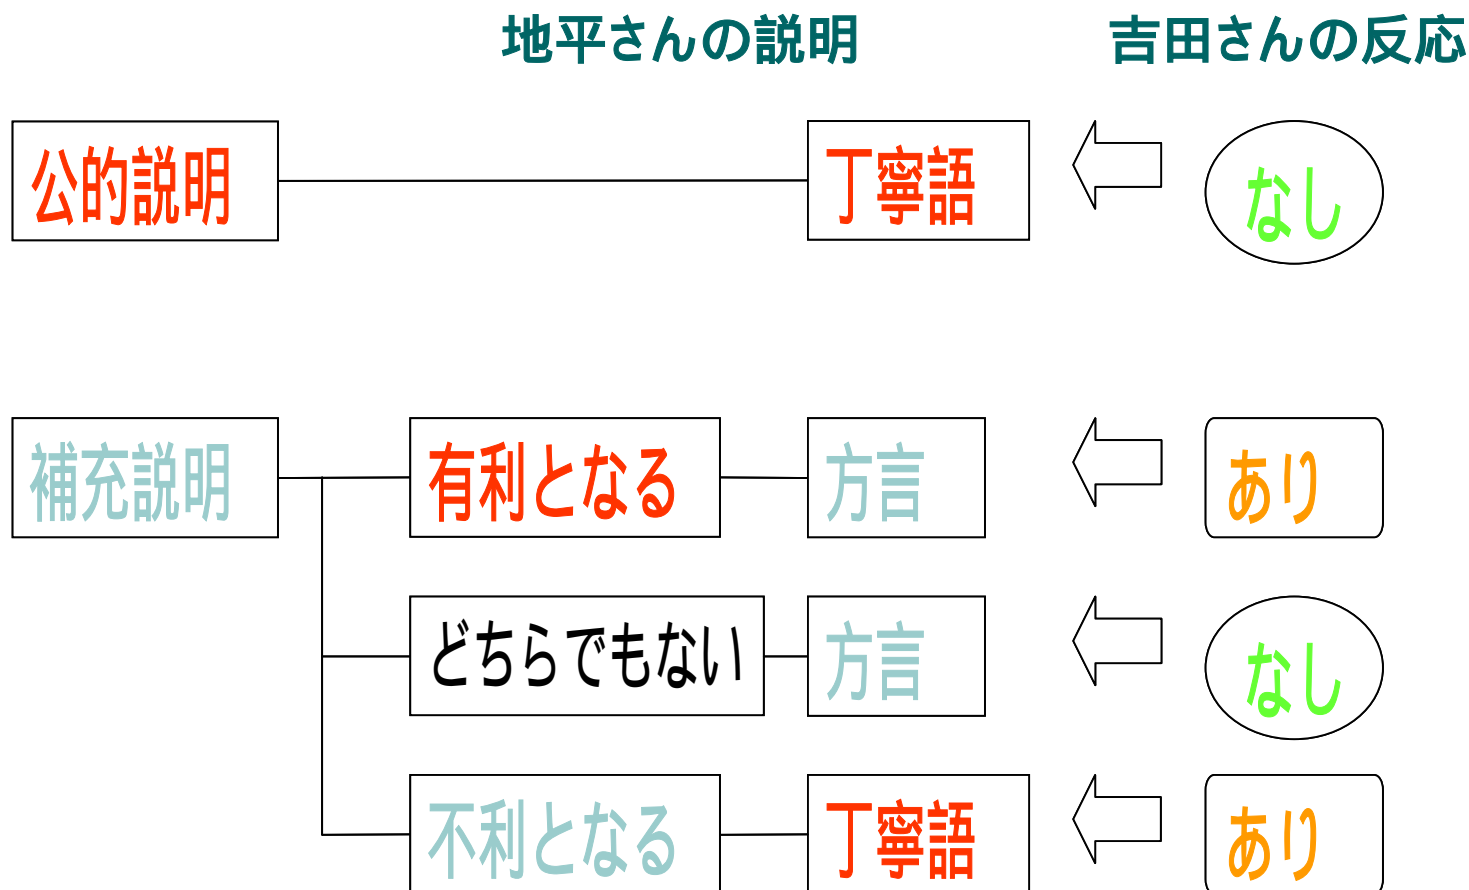 地平さんの説明 吉田さんの反応
公的説明 丁寧語 なし
補充説明 有利となる 方言 あり
どちらでもない 方言 なし
不利となる 丁寧語 あり